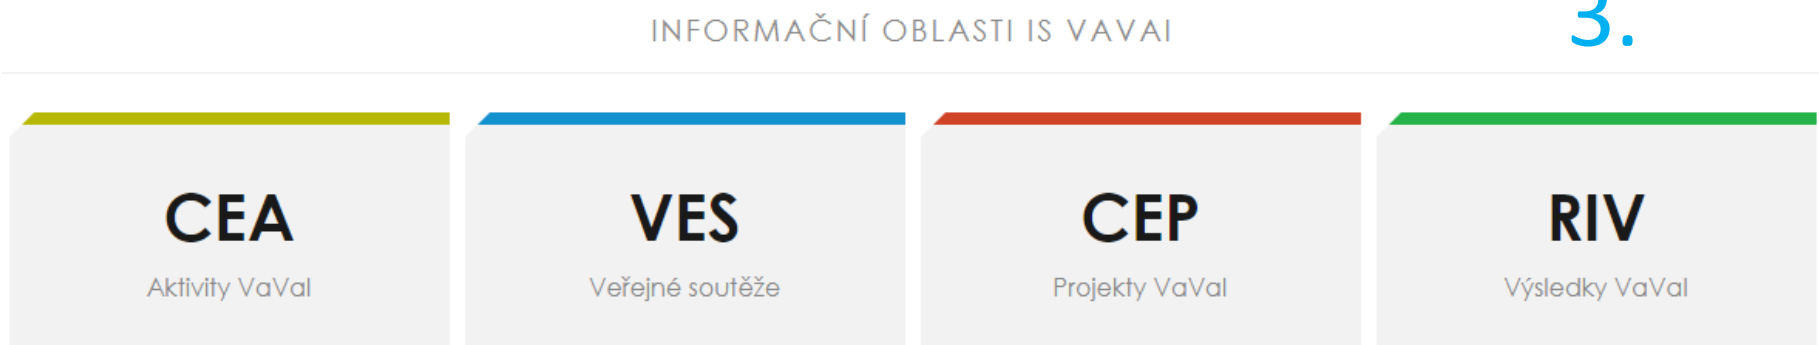 INFORMAČNÍ OBLASTI IS VAVAI
3.
CEA
Aktivity VaVaI
VES
Veřejné soutěže
CEP
Projekty VaVaI
RIV
Výsledky VaVaI